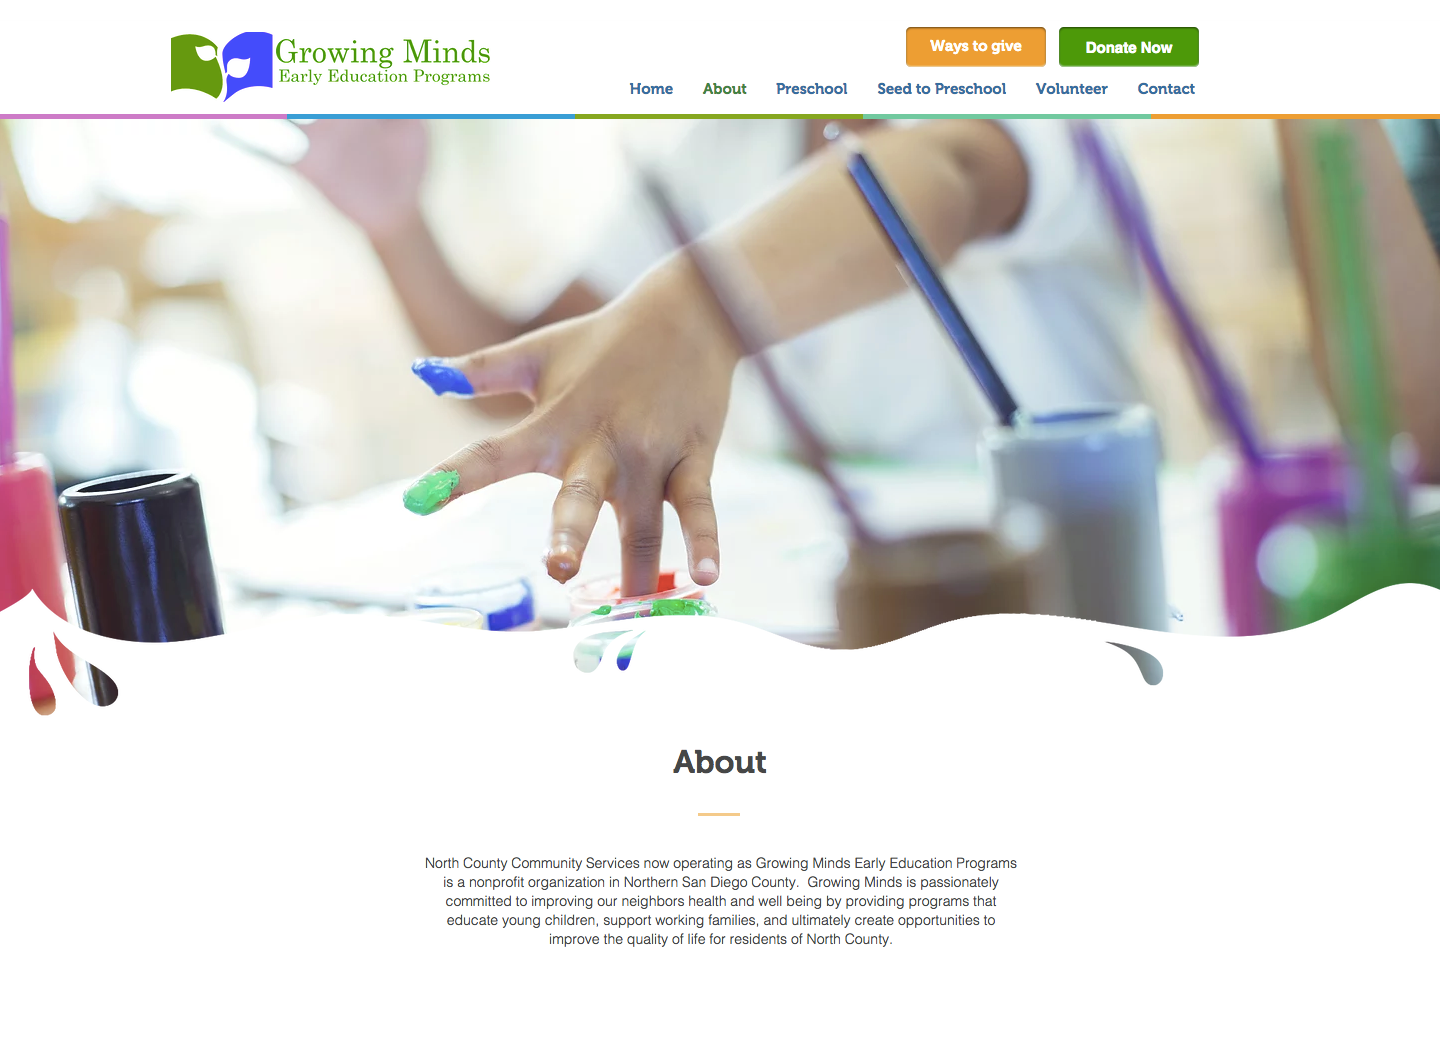 Growing Minds
Early Education Programs
Ways to give
Donate Now
Home
About
Preschool
Seed to Preschool
Volunteer
Contact
About
North County Community Services now operating as Growing Minds Early Education Programs
is a nonprofit organization in Northern San Diego County.  Growing Minds is passionately
committed to improving our neighbors health and well being by providing programs that
educate young children, support working families, and ultimately create opportunities to
improve the quality of life for residents of North County.